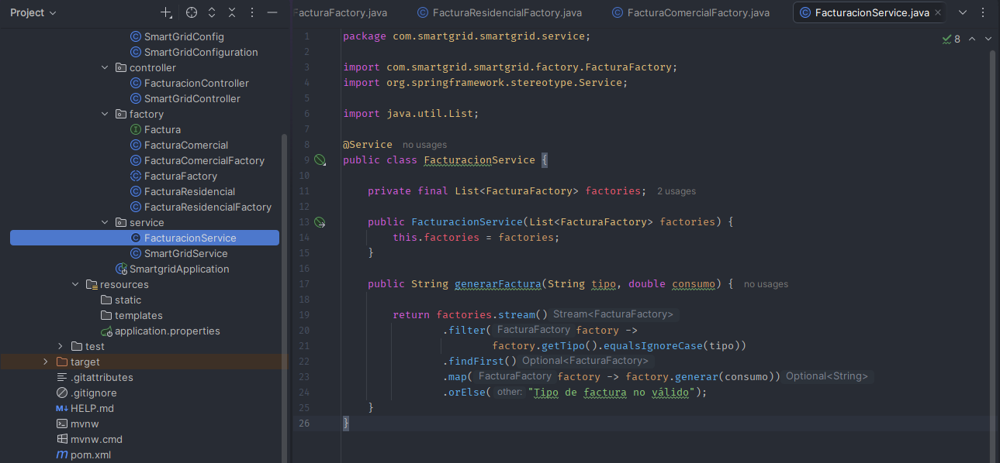 Project
SmartGridConfig
SmartGridConfiguration
controller
FacturacionController
SmartGridController
factory
Factura
FacturaComercial
FacturaComercialFactory
FacturaFactory
FacturaResidencial
FacturaResidencialFactory
service
FacturacionService
SmartGridService
SmartgridApplication
resources
static
templates
application.properties
test
target
.gitattributes
.gitignore
HELP.md
mvnw
mvnw.cmd
pom.xml
FacturaFactory.java FacturaResidencialFactory.java FacturaComercialFactory.java FacturacionService.java
8
1 package com.smartgrid.smartgrid.service;
2
3 import com.smartgrid.smartgrid.factory.FacturaFactory;
4 import org.springframework.stereotype.Service;
5
6 import java.util.List;
7
8 @Service no usages
9 public class FacturacionService {
10
11 private final List<FacturaFactory> factories; 2 usages
12
13 public FacturacionService(List<FacturaFactory> factories) {
14 this.factories = factories;
15 }
16
17 public String generarFactura(String tipo, double consumo) { no usages
18
19 return factories.stream() Stream<FacturaFactory>
20 .filter( FacturaFactory factory ->
21 factory.getTipo().equalsIgnoreCase(tipo))
22 .findFirst() Optional<FacturaFactory>
23 .map( FacturaFactory factory -> factory.generar(consumo)) Optional<String>
24 .orElse( other: "Tipo de factura no válido");
25 }
26 }